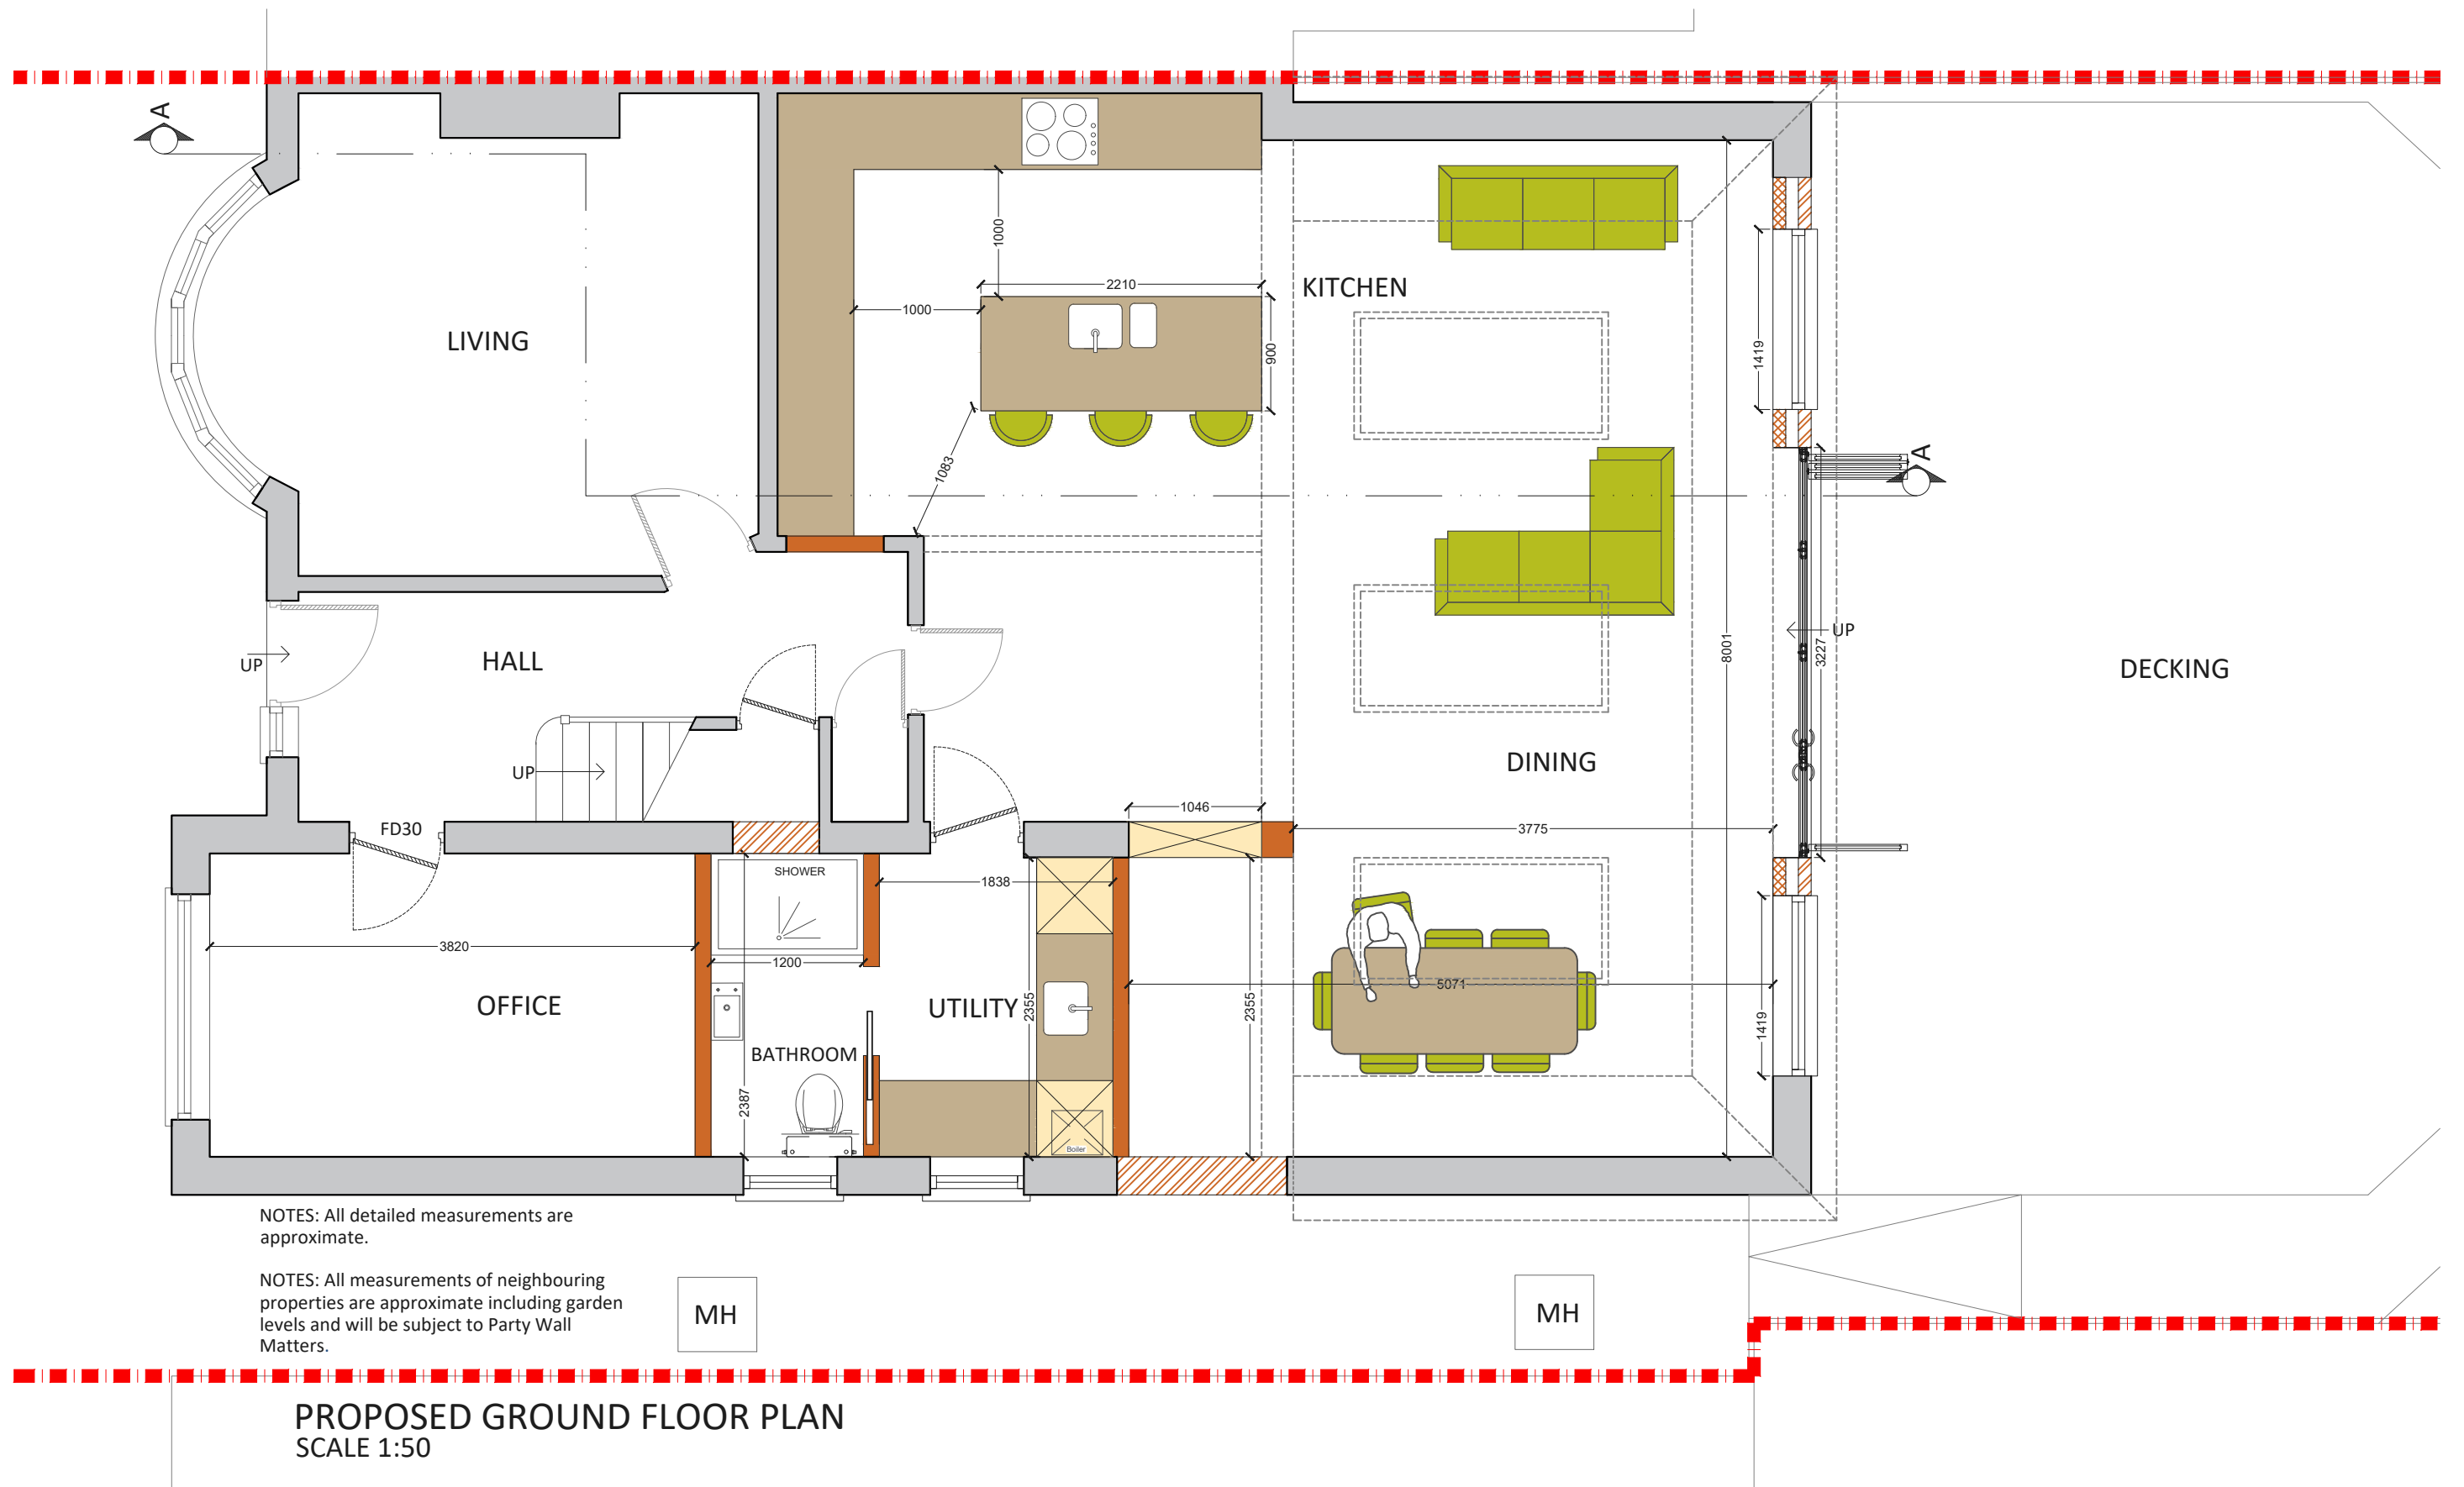 A
1000
2210
KITCHEN
1000
LIVING
900
1419
A
1083
UP
3227
8001
HALL
UP
DECKING
UP
DINING
1046
FD30
3775
SHOWER
1838
3820
1200
5071
OFFICE
UTILITY
2355
2355
1419
BATHROOM
2387
Boiler
NOTES: All detailed measurements are
approximate.
NOTES: All measurements of neighbouring
properties are approximate including garden
levels and will be subject to Party Wall
Matters.
MH
MH
PROPOSED GROUND FLOOR PLAN
SCALE 1:50